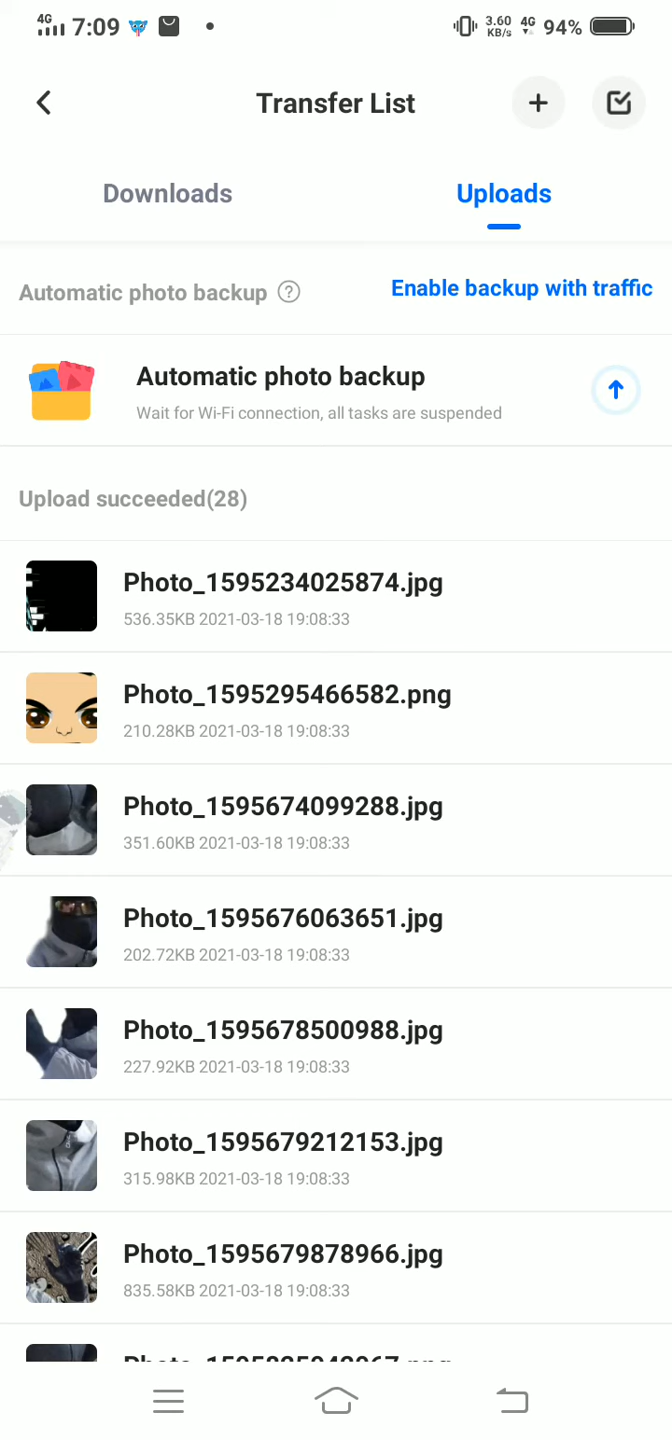 4G 7:09 3.60 KB/s 4G 94%
Transfer List
Downloads Uploads
Automatic photo backup ? Enable backup with traffic
Automatic photo backup
Wait for Wi-Fi connection, all tasks are suspended
Upload succeeded(28)
Photo_1595234025874.jpg
536.35KB 2021-03-18 19:08:33
Photo_1595295466582.png
210.28KB 2021-03-18 19:08:33
Photo_1595674099288.jpg
351.60KB 2021-03-18 19:08:33
Photo_1595676063651.jpg
202.72KB 2021-03-18 19:08:33
Photo_1595678500988.jpg
227.92KB 2021-03-18 19:08:33
Photo_1595679212153.jpg
315.98KB 2021-03-18 19:08:33
Photo_1595679878966.jpg
835.58KB 2021-03-18 19:08:33